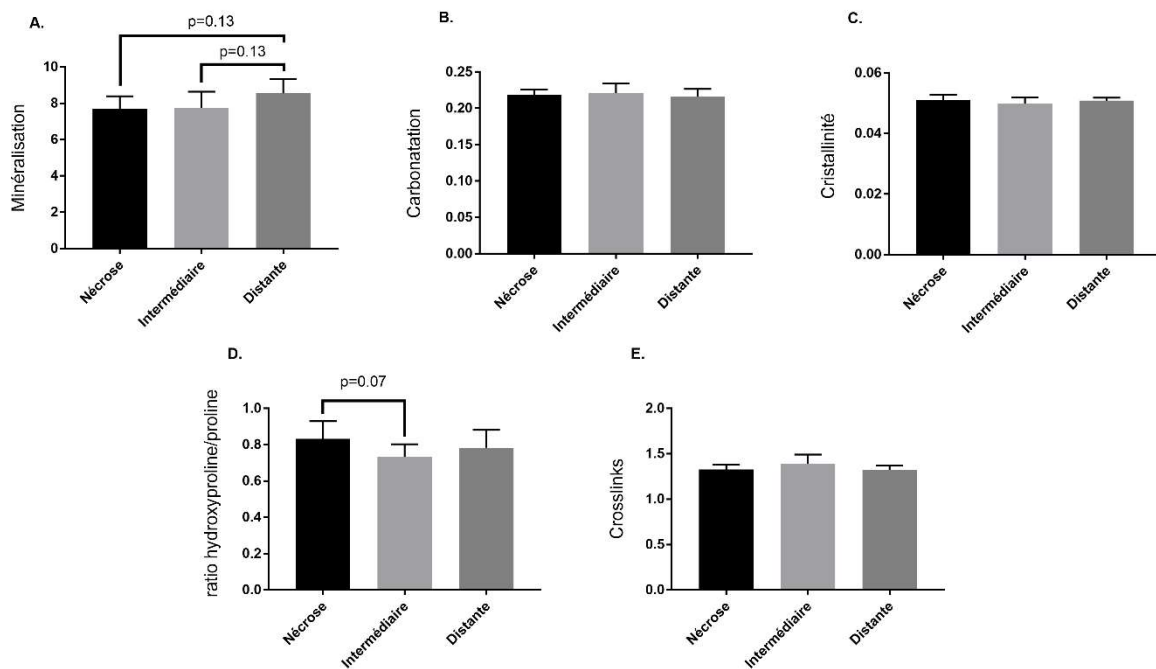 A.
p=0.13
p=0.13
Minéralisation
10
8
6
4
2
0
Nécrose
Intermédiaire
Distante
B.
Carbonatation
0.25
0.20
0.15
0.10
0.05
0.00
Nécrose
Intermédiaire
Distante
C.
Cristallinité
0.06
0.04
0.02
0.00
Nécrose
Intermédiaire
Distante
D.
p=0.07
ratio hydroxyproline/proline
1.0
0.8
0.6
0.4
0.2
0.0
Nécrose
Intermédiaire
Distante
E.
Crosslinks
2.0
1.5
1.0
0.5
0.0
Nécrose
Intermédiaire
Distante